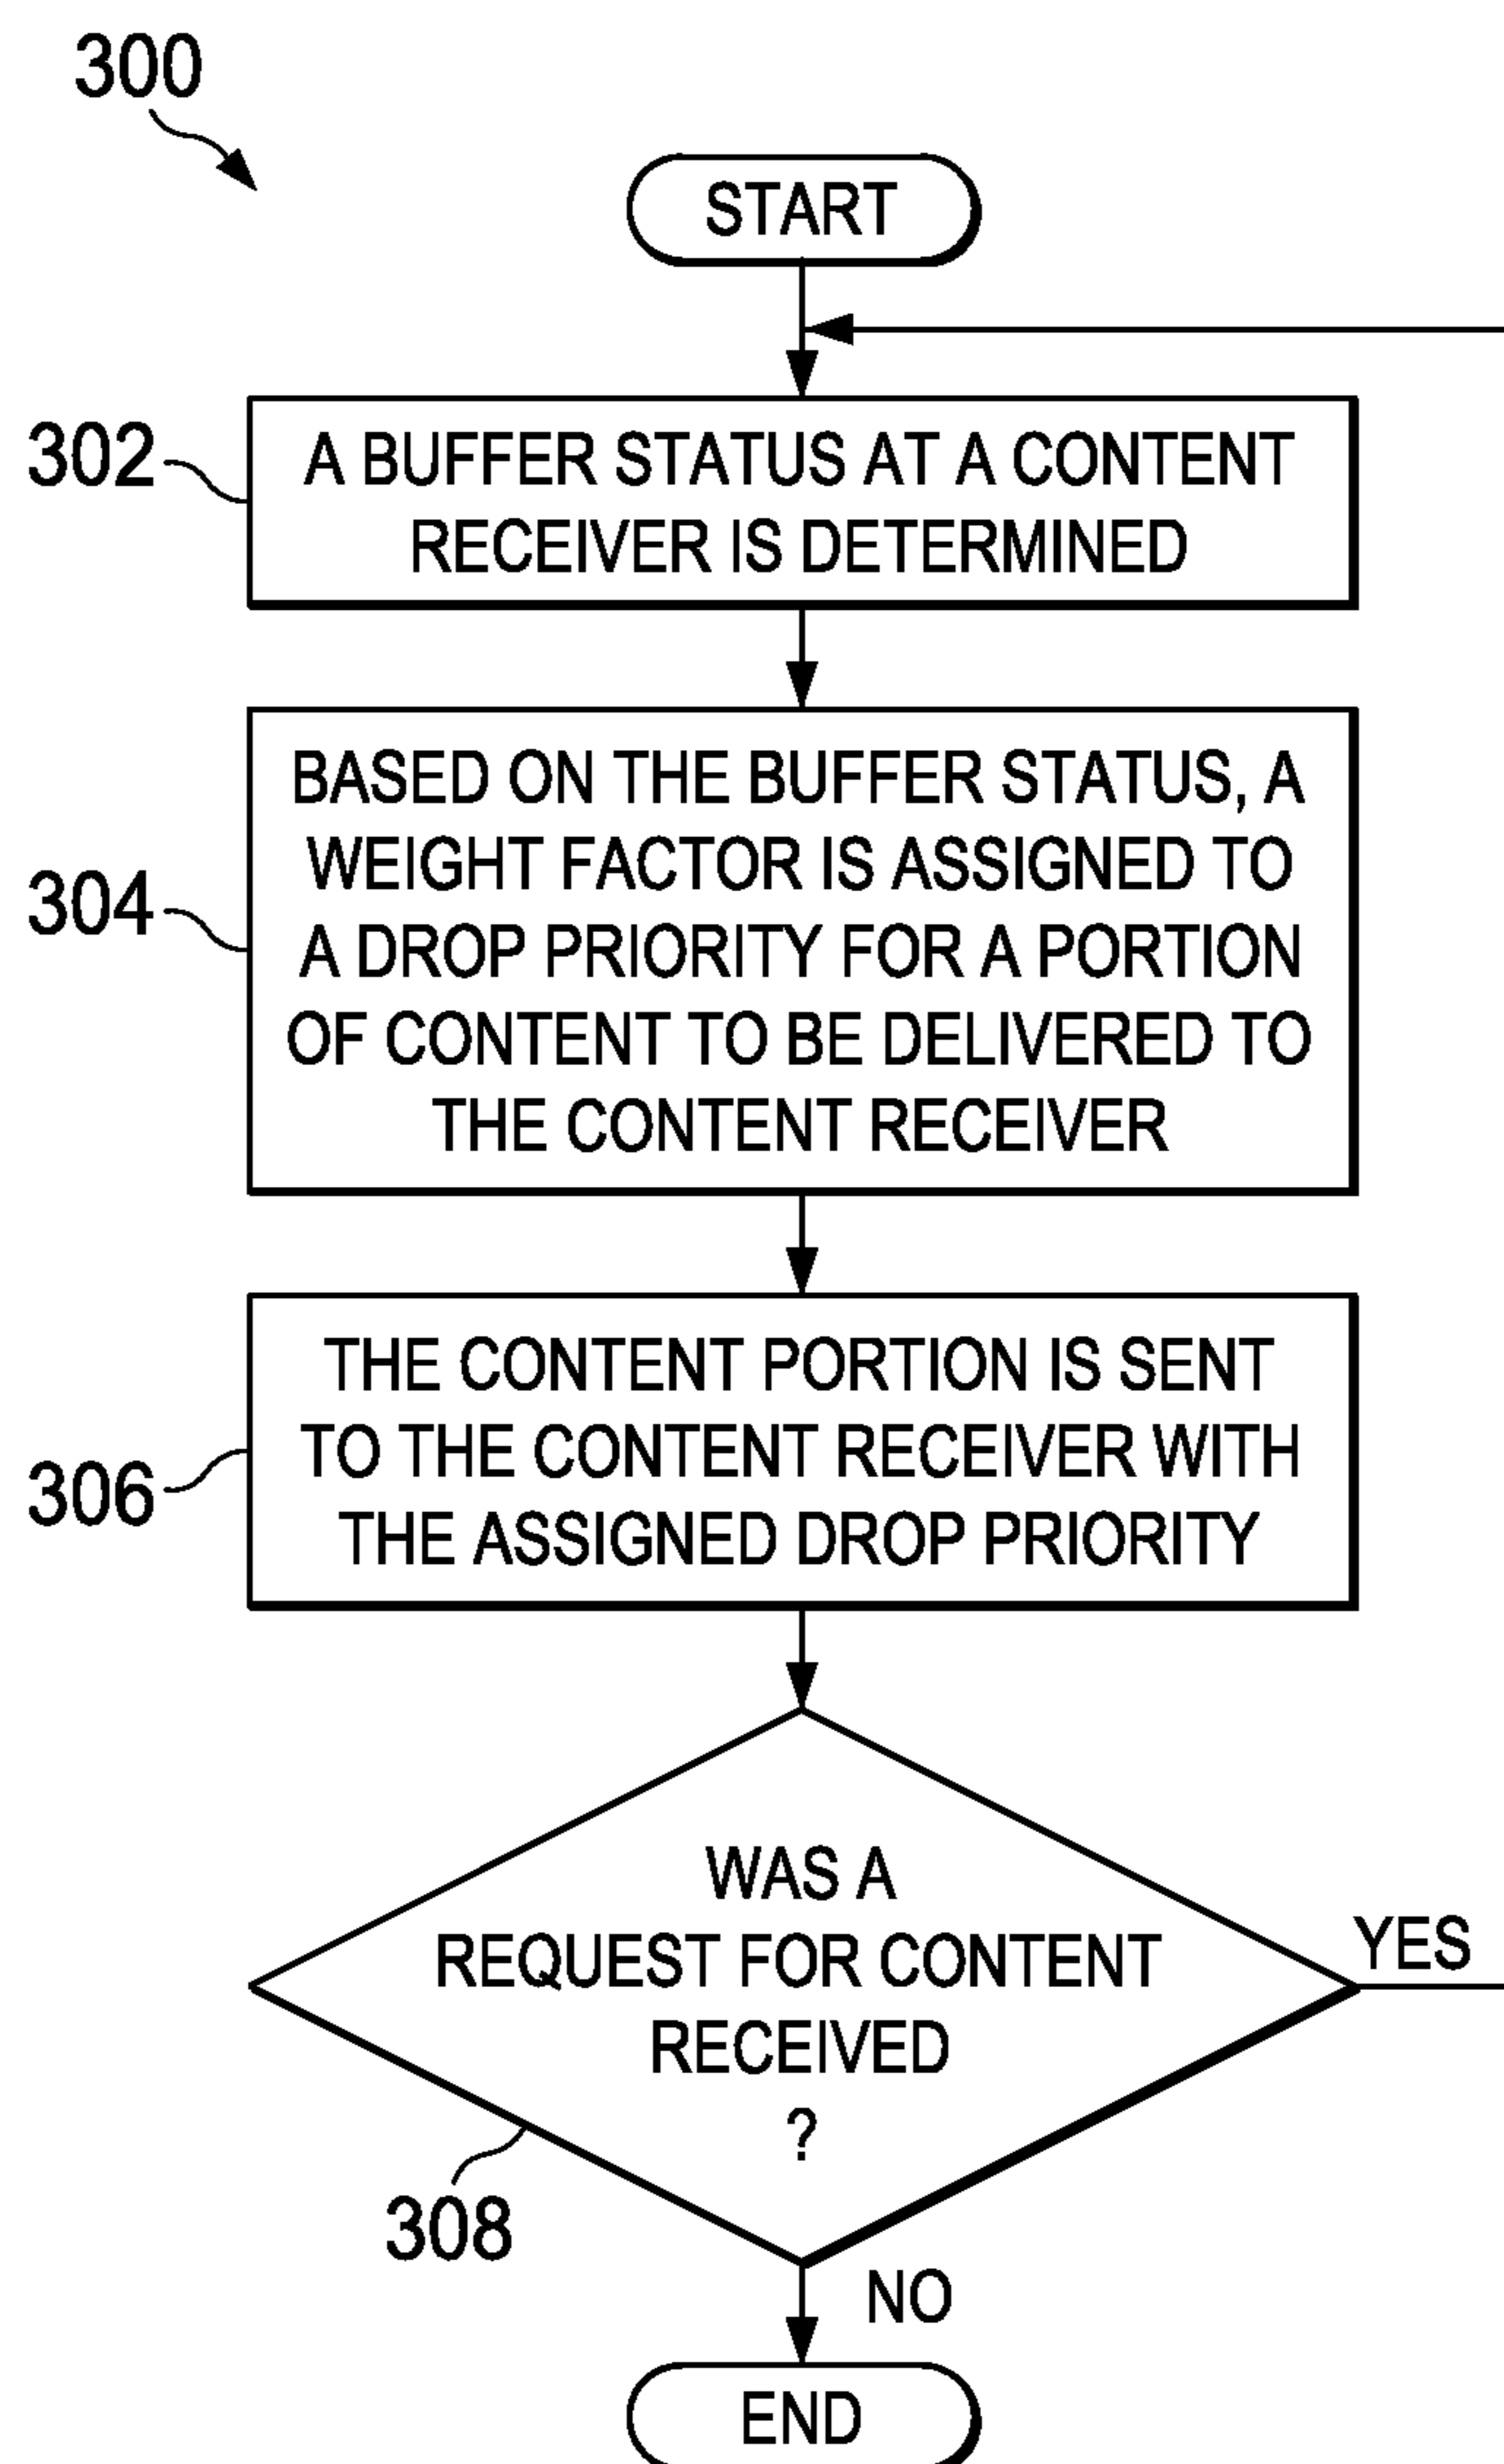 300
START
302
A BUFFER STATUS AT A CONTENT
RECEIVER IS DETERMINED
304
BASED ON THE BUFFER STATUS, A
WEIGHT FACTOR IS ASSIGNED TO
A DROP PRIORITY FOR A PORTION
OF CONTENT TO BE DELIVERED TO
THE CONTENT RECEIVER
306
THE CONTENT PORTION IS SENT
TO THE CONTENT RECEIVER WITH
THE ASSIGNED DROP PRIORITY
WAS A
REQUEST FOR CONTENT
RECEIVED
?
YES
308
NO
END